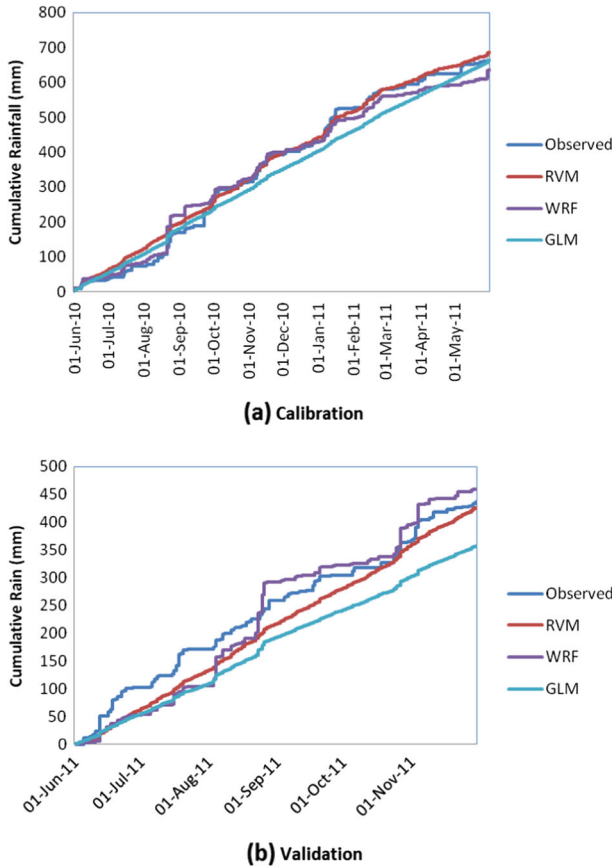 Cumulative Rainfall (mm)
800
700
600
500
400
300
200
100
0
01-Jun-10
01-Jul-10
01-Aug-10
01-Sep-10
01-Oct-10
01-Nov-10
01-Dec-10
01-Jan-11
01-Feb-11
01-Mar-11
01-Apr-11
01-May-11
Observed
RVM
WRF
GLM
(a) Calibration
Cumulative Rain (mm)
500
450
400
350
300
250
200
150
100
50
0
01-Jun-11
01-Jul-11
01-Aug-11
01-Sep-11
01-Oct-11
01-Nov-11
Observed
RVM
WRF
GLM
(b) Validation